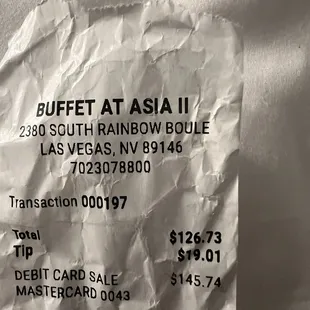 BUFFET AT ASIA II
2380 SOUTH RAINBOW BOULE
LAS VEGAS, NV 89146
7023078800
Transaction 000197
Total $126.73
Tip $19.01
DEBIT CARD SALE $145.74
MASTERCARD 0043